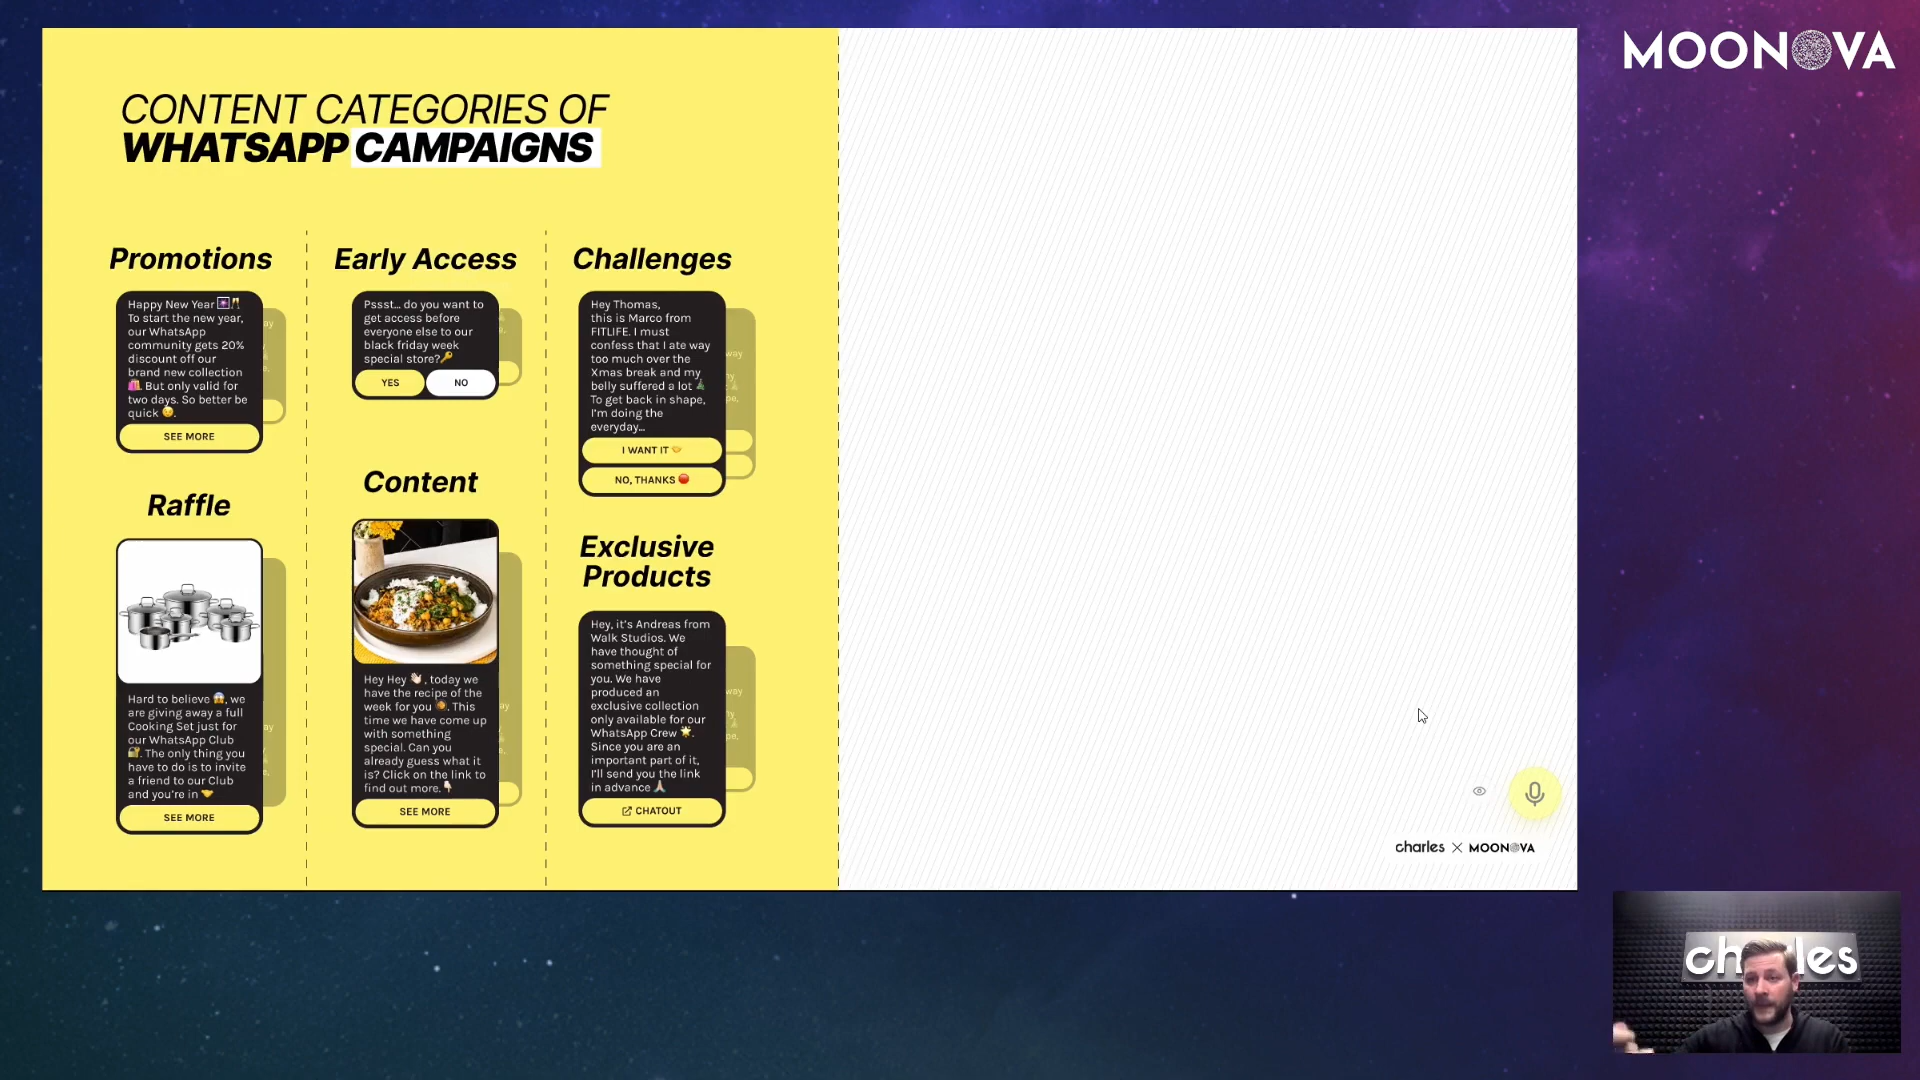 MOONOVA
CONTENT CATEGORIES OF
WHATSAPP CAMPAIGNS
Promotions
Happy New Year 🎆🥂
To start the new year,
our WhatsApp
community gets 20%
discount off our
brand new collection
🛍️. But only valid for
two days. So better be
quick 😉.
SEE MORE
Raffle
Hard to believe 😱, we
are giving away a full
Cooking Set just for
our WhatsApp Club
🔐. The only thing you
have to do is to invite
a friend to our Club
and you're in 🤝
SEE MORE
Early Access
Pssst... do you want to
get access before
everyone else to our
black friday week
special store?🔑
YES
NO
Content
Hey Hey 👋🏻, today we
have the recipe of the
week for you 🥘. This
time we have come up
with something
special. Can you
already guess what it
is? Click on the link to
find out more.👇🏻
SEE MORE
Challenges
Hey Thomas,
this is Marco from
FITLIFE. I must
confess that I ate way
too much over the
Xmas break and my
belly suffered a lot 🎄
To get back in shape,
I'm doing the
everyday...
I WANT IT 🤝
NO, THANKS 🔴
Exclusive
Products
Hey, it's Andreas from
Walk Studios. We
have thought of
something special for
you. We have
produced an
exclusive collection
only available for our
WhatsApp Crew 🌟.
Since you are an
important part of it,
I'll send you the link
in advance 🙏🏻
CHATOUT
charles X MOONOVA
charles